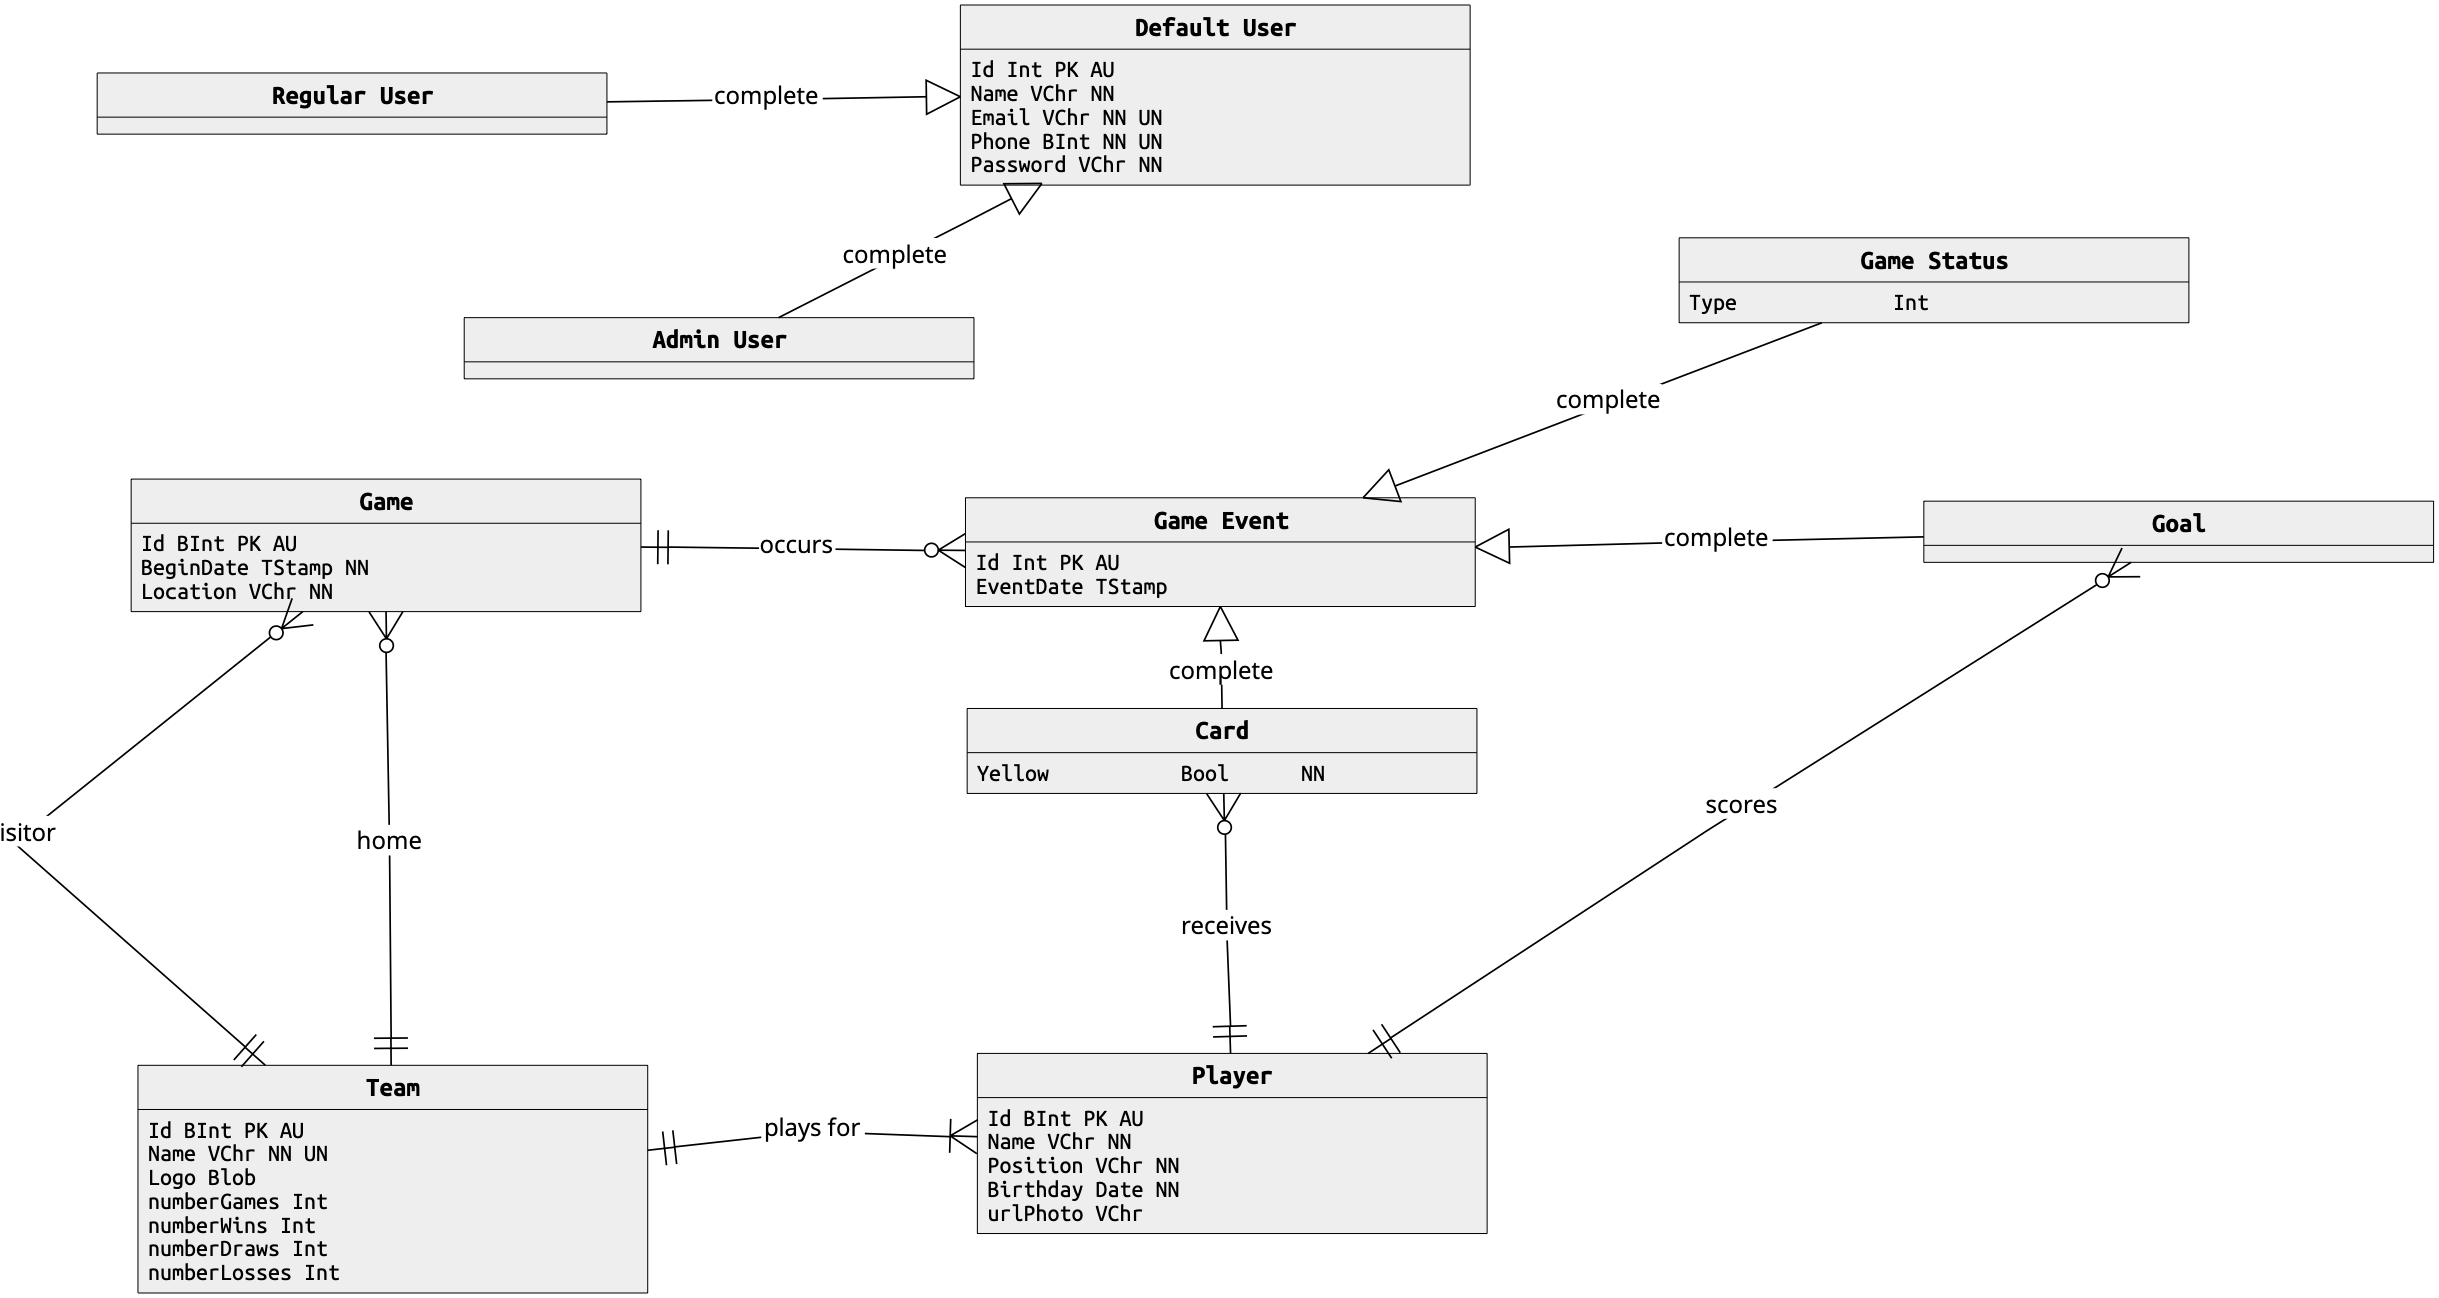 Default User
Id Int PK AU
Name VChr NN
Email VChr NN UN
Phone BInt NN UN
Password VChr NN
Regular User
complete
complete
Admin User
Game Status
Type Int
complete
Game
Id BInt PK AU
BeginDate TStamp NN
Location VChr NN
occurs
Game Event
Id Int PK AU
EventDate TStamp
complete
Goal
complete
Card
Yellow Bool NN
isitor
home
receives
scores
Team
Id BInt PK AU
Name VChr NN UN
Logo Blob
numberGames Int
numberWins Int
numberDraws Int
numberLosses Int
plays for
Player
Id BInt PK AU
Name VChr NN
Position VChr NN
Birthday Date NN
urlPhoto VChr